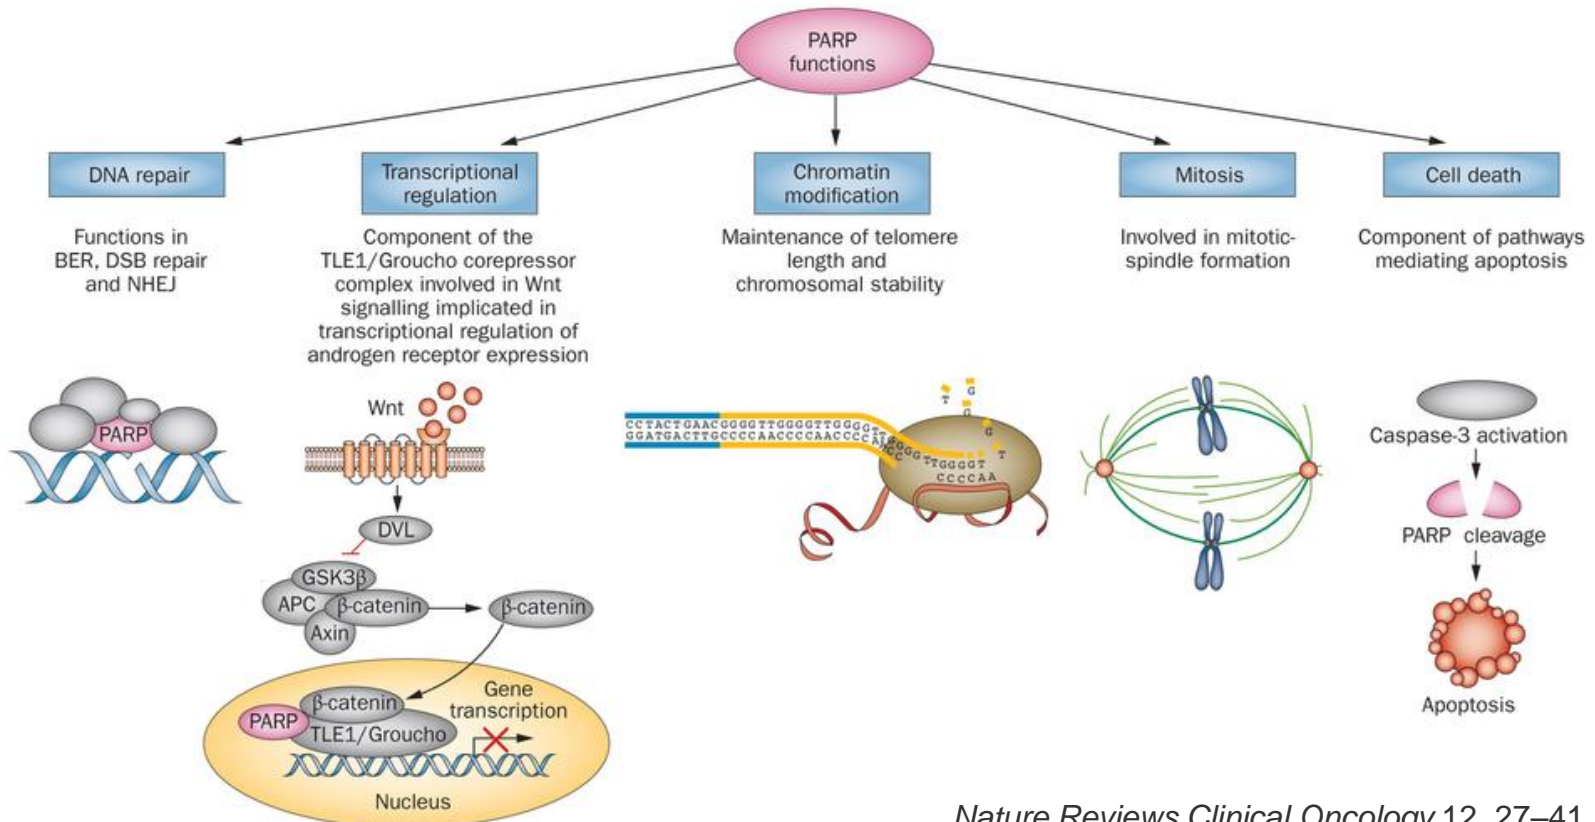 PARP
functions
DNA repair
Functions in
BER, DSB repair
and NHEJ
PARP
Transcriptional
regulation
Component of the
TLE1/Groucho corepressor
complex involved in Wnt
signalling implicated in
transcriptional regulation of
androgen receptor expression
Wnt
DVL
GSK3β
APC
β-catenin
Axin
β-catenin
β-catenin
PARP
TLE1/Groucho
Gene
transcription
Nucleus
Chromatin
modification
Maintenance of telomere
length and
chromosomal stability
T
G
G
G
T
CCTACTGAACGGGGTTGGGGTTGGGG
GGATGACTTGCCCCAACCCCAACCCC
TTGGGGT
CCCCAA
Mitosis
Involved in mitotic-
spindle formation
Cell death
Component of pathways
mediating apoptosis
Caspase-3 activation
PARP cleavage
Apoptosis
Nature Reviews Clinical Oncology 12, 27–41